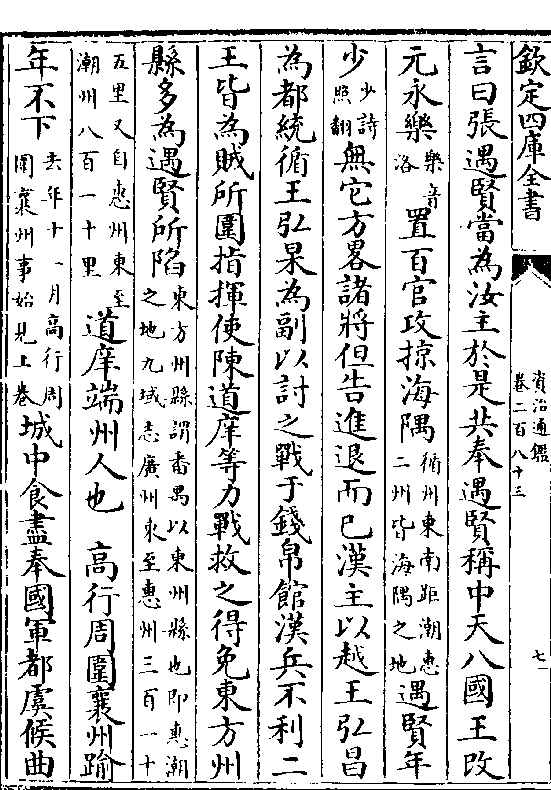 欽定四庫全書
資治通鑑
卷二百八十三
七
言曰張遇賢當為汝主於是共奉遇賢稱中天八國王改
元永樂
樂音
洛
置百官攻掠海隅
循州東南距潮惠
二州皆海隅之地
遇賢年
少
少詩
照翻
無它方畧諸將但告進退而已漢主以越王弘昌
為都統循王弘杲為副以討之戰于錢帛館漢兵不利二
王皆為賊所圍指揮使陳道庠等力戰救之得免東方州
縣多為遇賢所陷
東方州縣謂番禺以東州縣也即惠潮
之地九域志廣州東至惠州三百一十
五里又自惠州東至
潮州八百一十里
道庠端州人也 高行周圍襄州踰
年不下
去年十一月高行周
圍襄州事始見上卷
城中食盡奉國軍都虞候曲